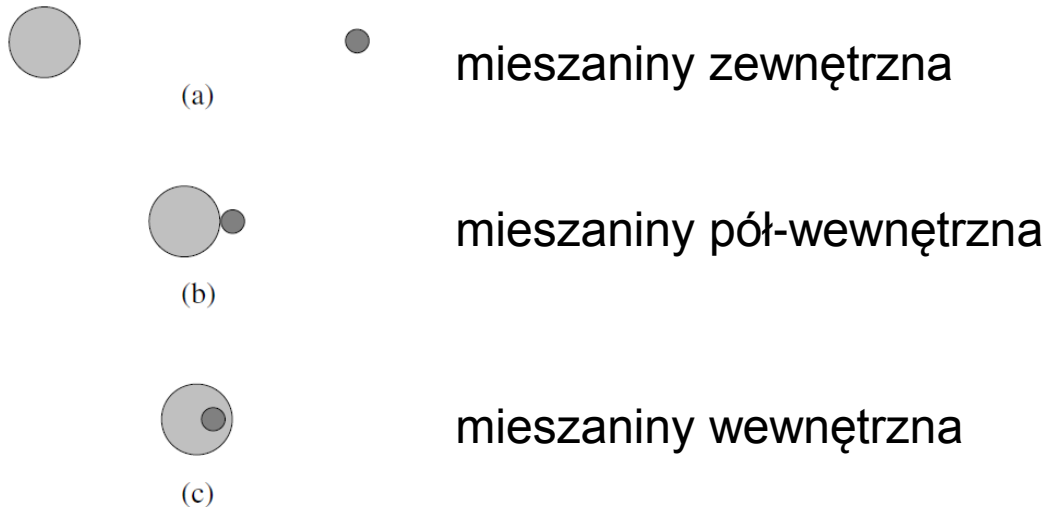 mieszaniny zewnętrzna
(a)
mieszaniny pół-wewnętrzna
(b)
mieszaniny wewnętrzna
(c)